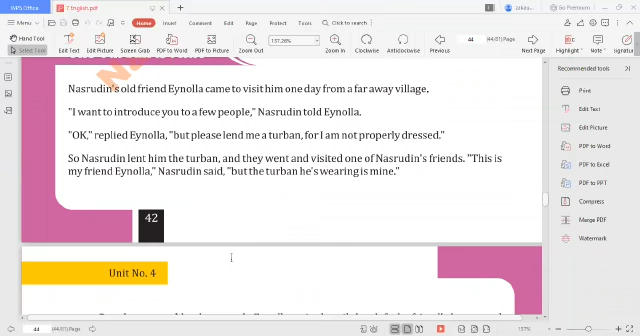 WPS Office
7 English.pdf
Go Premium
Menu
Home
Insert
Comment
Edit
Page
Protect
Tools
Click to search
Hand Tool
Select Tool
Edit Text
Edit Picture
Screen Grab
PDF to Word
PDF to Picture
Zoom Out
137.26%
Zoom In
Clockwise
Anticlockwise
Previous
44
(44/81) Page
Next Page
Highlight
Note
Nasrudin's old friend Eynolla came to visit him one day from a far away village,
"I want to introduce you to a few people," Nasrudin told Eynolla.
"OK," replied Eynolla, "but please lend me a turban, for I am not properly dressed."
So Nasrudin lent him the turban, and they went and visited one of Nasrudin's friends. "This is
my friend Eynolla," Nasrudin said, "but the turban he's wearing is mine."
42
Unit No. 4
Recommended tools
Print
Edit Text
Edit Picture
PDF to Word
PDF to Excel
PDF to PPT
Compress
Merge PDF
Watermark
44
(44/81)
137%